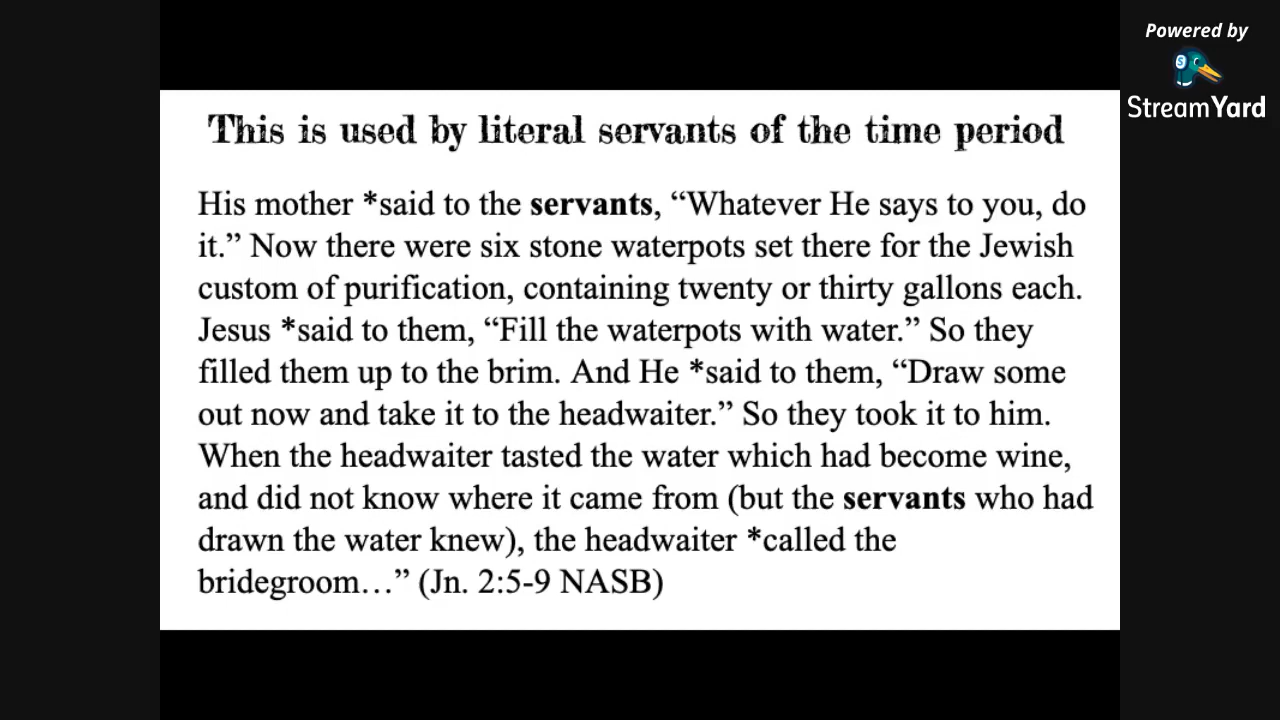 Powered by
StreamYard
This is used by literal servants of the time period
His mother *said to the servants, “Whatever He says to you, do
it.” Now there were six stone waterpots set there for the Jewish
custom of purification, containing twenty or thirty gallons each.
Jesus *said to them, “Fill the waterpots with water.” So they
filled them up to the brim. And He *said to them, “Draw some
out now and take it to the headwaiter.” So they took it to him.
When the headwaiter tasted the water which had become wine,
and did not know where it came from (but the servants who had
drawn the water knew), the headwaiter *called the
bridegroom…” (Jn. 2:5-9 NASB)